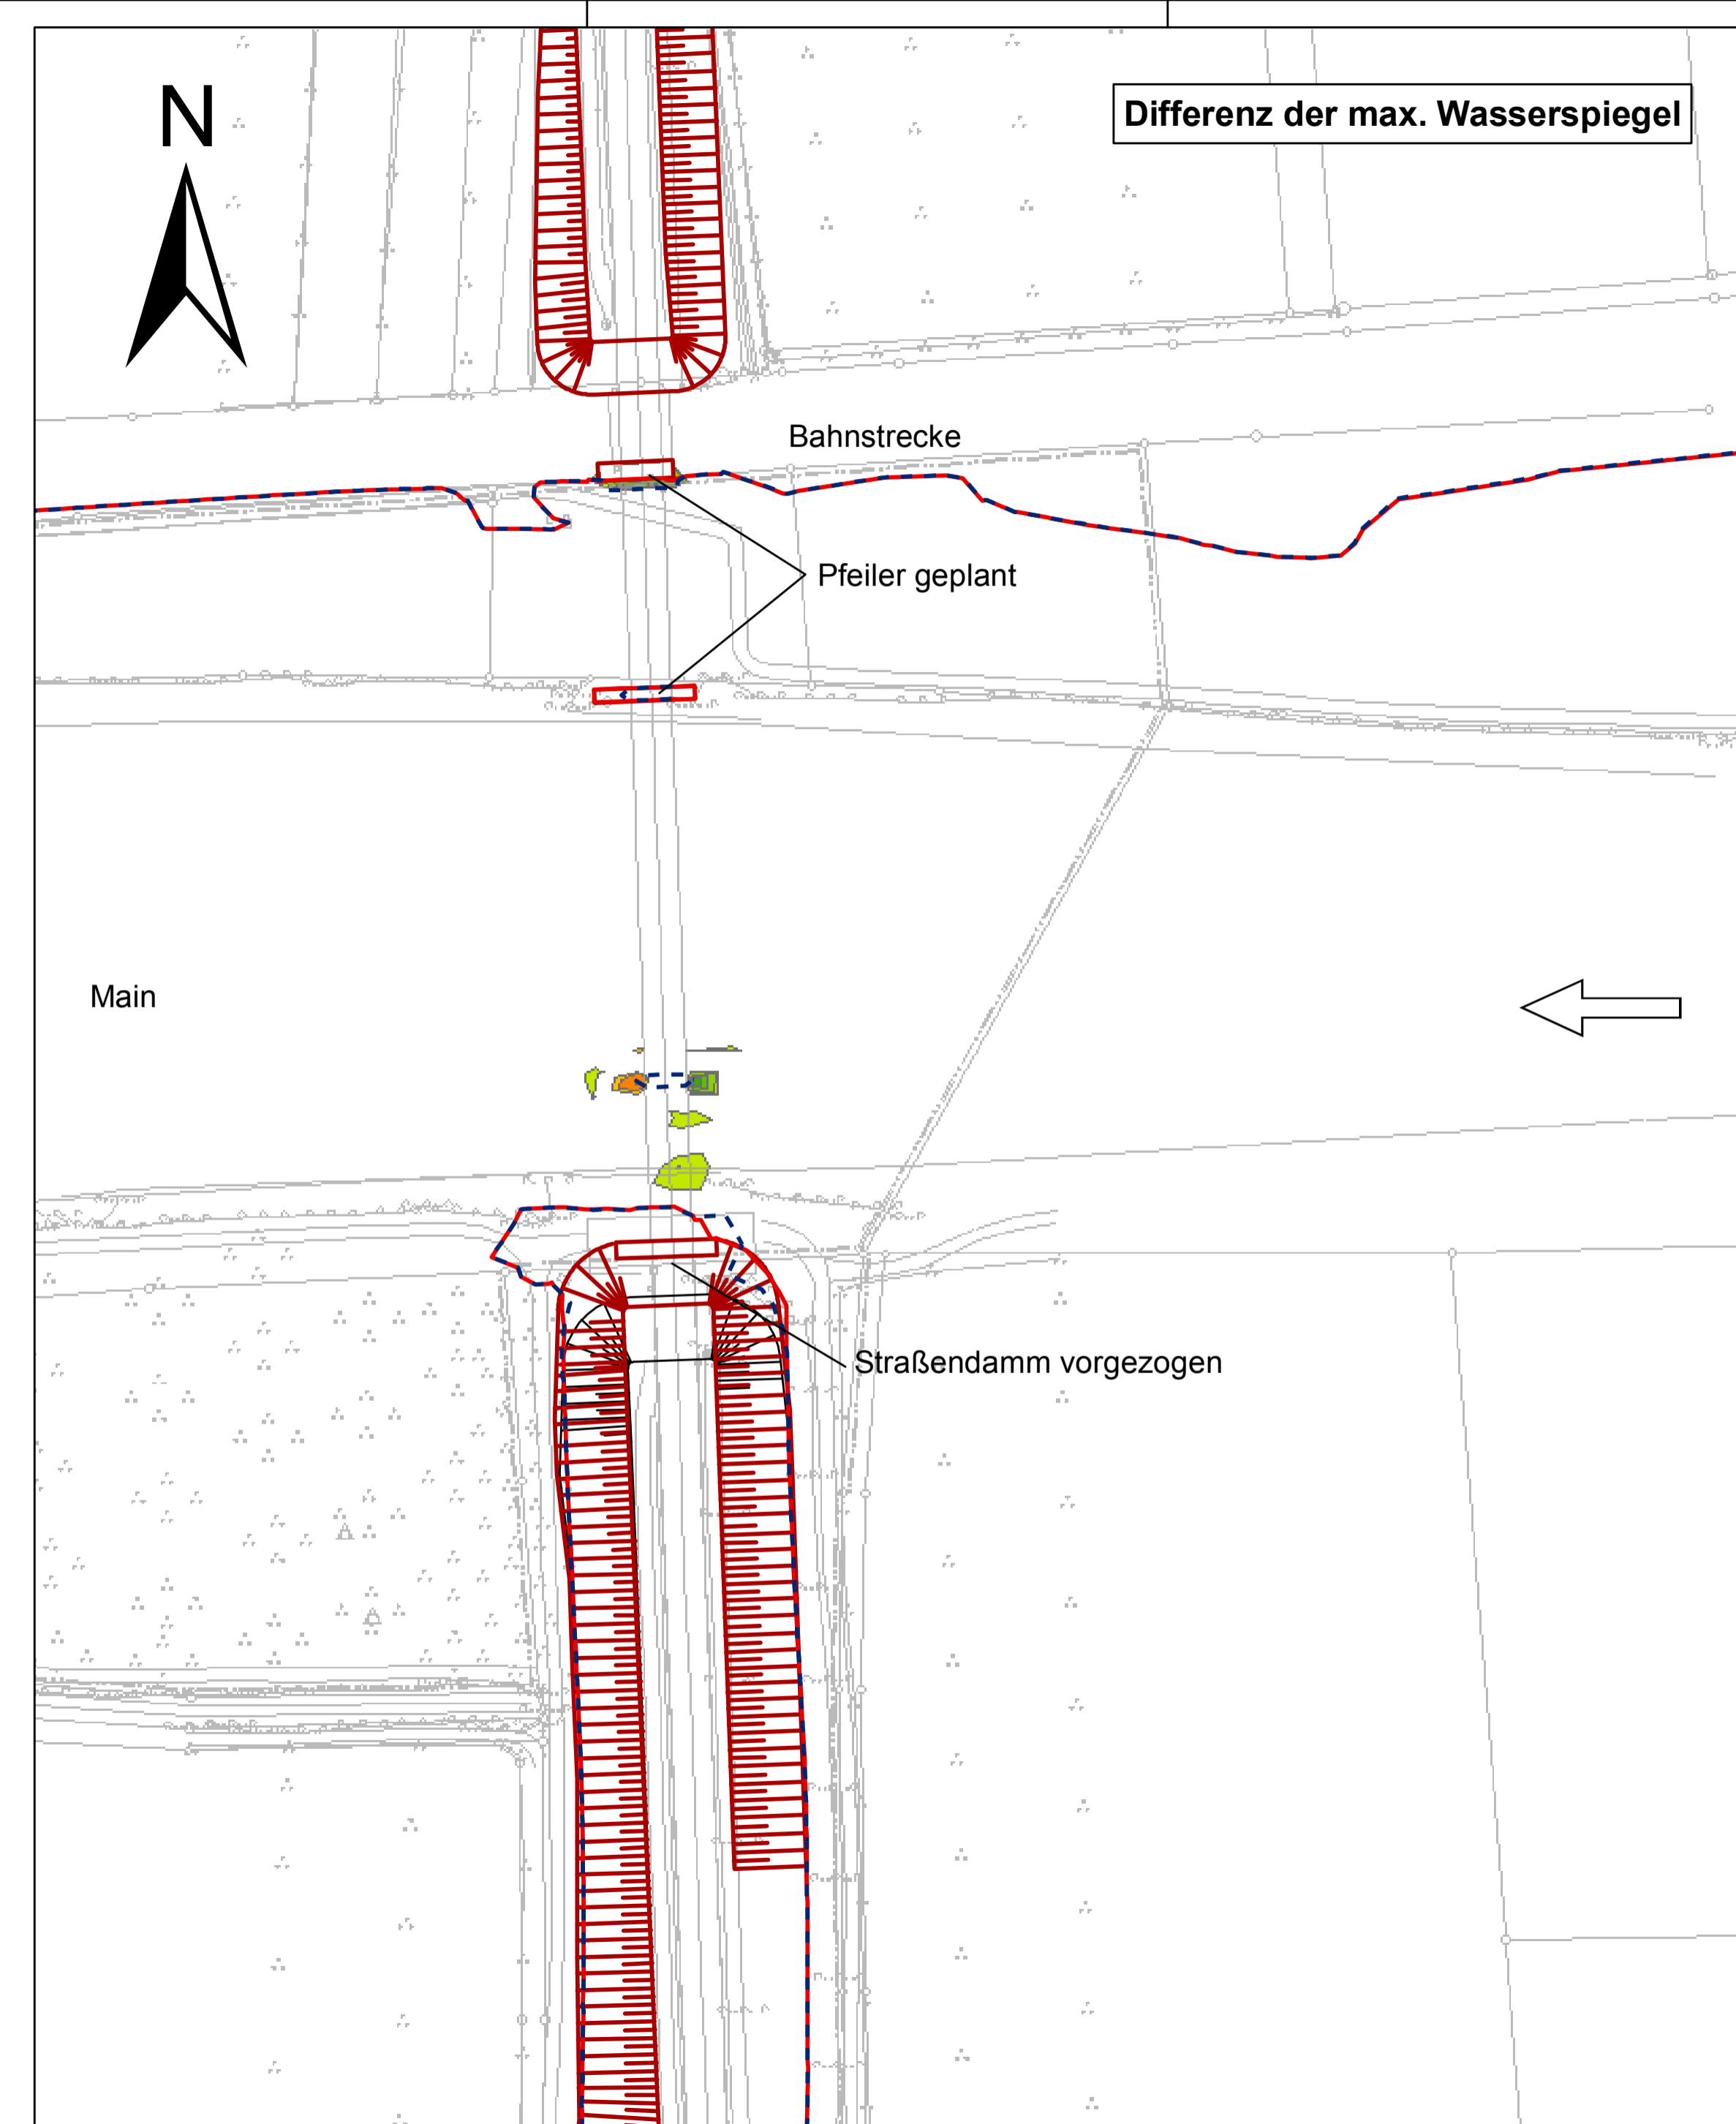 N
Differenz der max. Wasserspiegel
Bahnstrecke
Pfeiler geplant
Main
Straßendamm vorgezogen